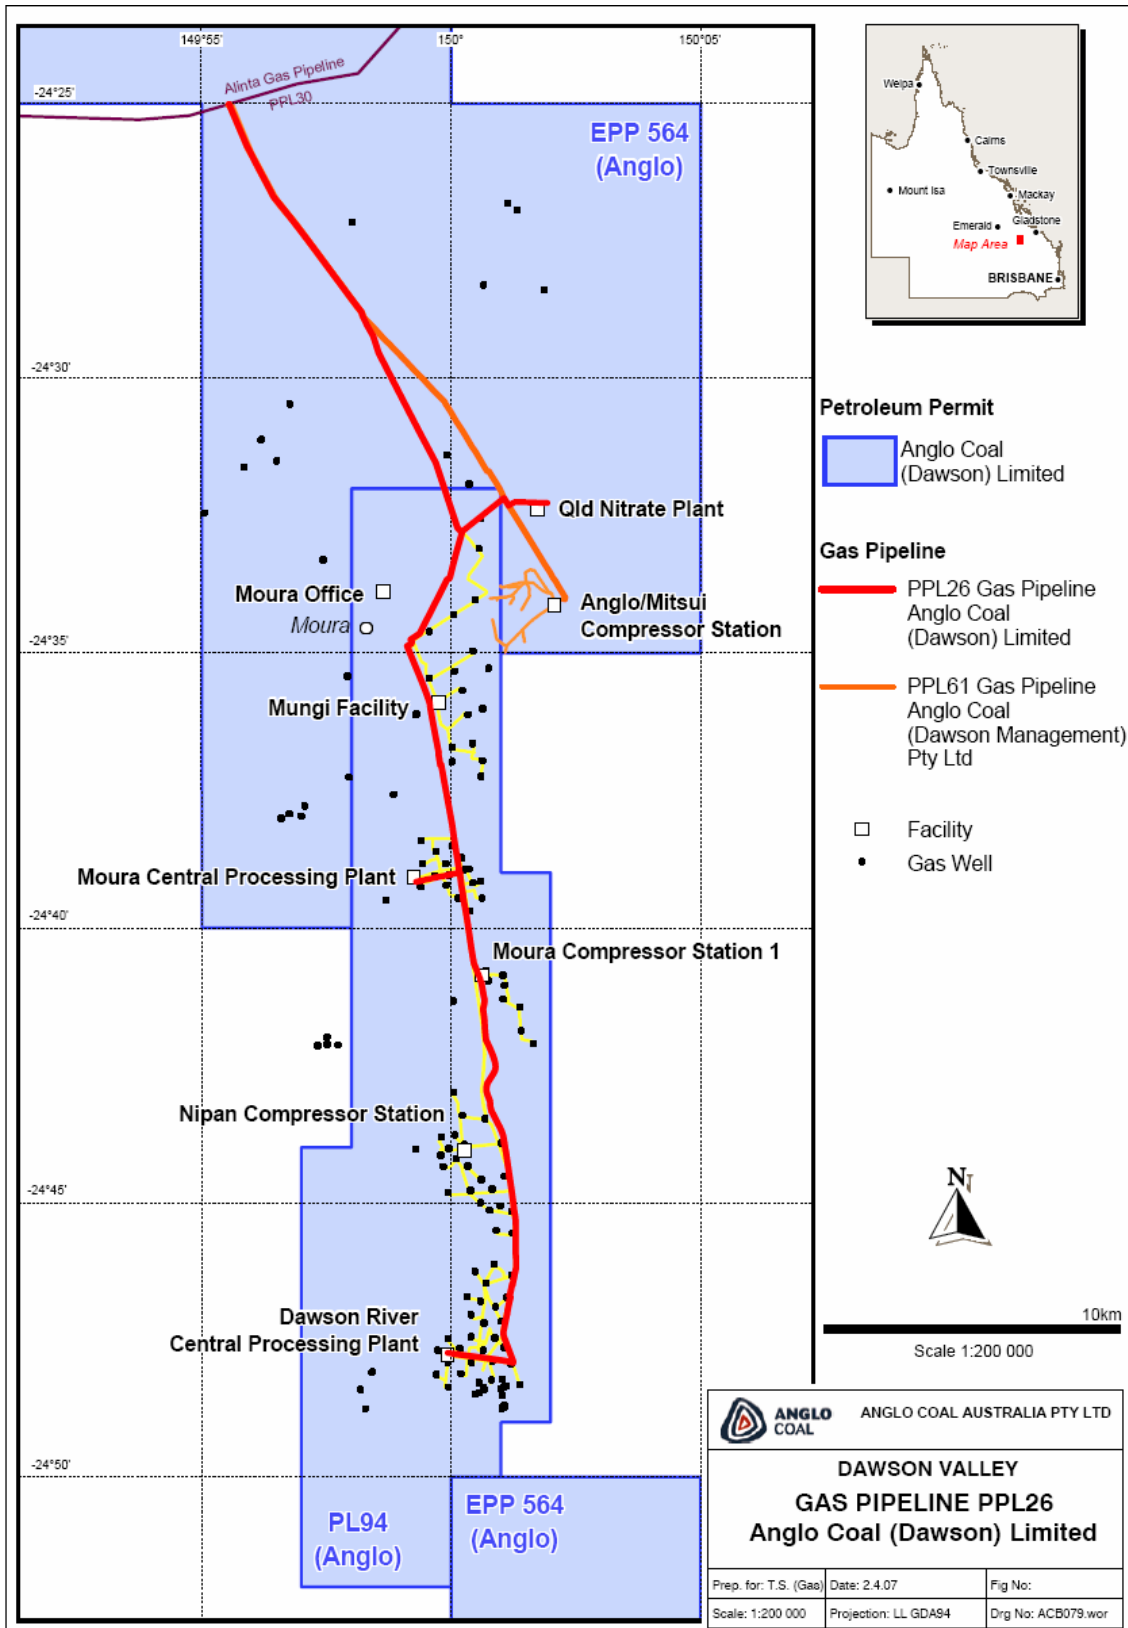 149°55'
150°
150°05'
Alinta Gas Pipeline
PPL30
-24°25'
EPP 564
(Anglo)
-24°30'
Qld Nitrate Plant
Moura Office
Moura
Anglo/Mitsui
Compressor Station
-24°35'
Mungi Facility
Moura Central Processing Plant
-24°40'
Moura Compressor Station 1
Nipan Compressor Station
-24°45'
Dawson River
Central Processing Plant
-24°50'
PL94
(Anglo)
EPP 564
(Anglo)
Weipa
Cairns
Townsville
Mount Isa
Mackay
Emerald
Gladstone
Map Area
BRISBANE
Petroleum Permit
Anglo Coal
(Dawson) Limited
Gas Pipeline
PPL26 Gas Pipeline
Anglo Coal
(Dawson) Limited
PPL61 Gas Pipeline
Anglo Coal
(Dawson Management)
Pty Ltd
Facility
Gas Well
N
10km
Scale 1:200 000
ANGLO
COAL
ANGLO COAL AUSTRALIA PTY LTD
DAWSON VALLEY
GAS PIPELINE PPL26
Anglo Coal (Dawson) Limited
Prep. for: T.S. (Gas) Date: 2.4.07 Fig No:
Scale: 1:200 000 Projection: LL GDA94 Drg No: ACB079.wor